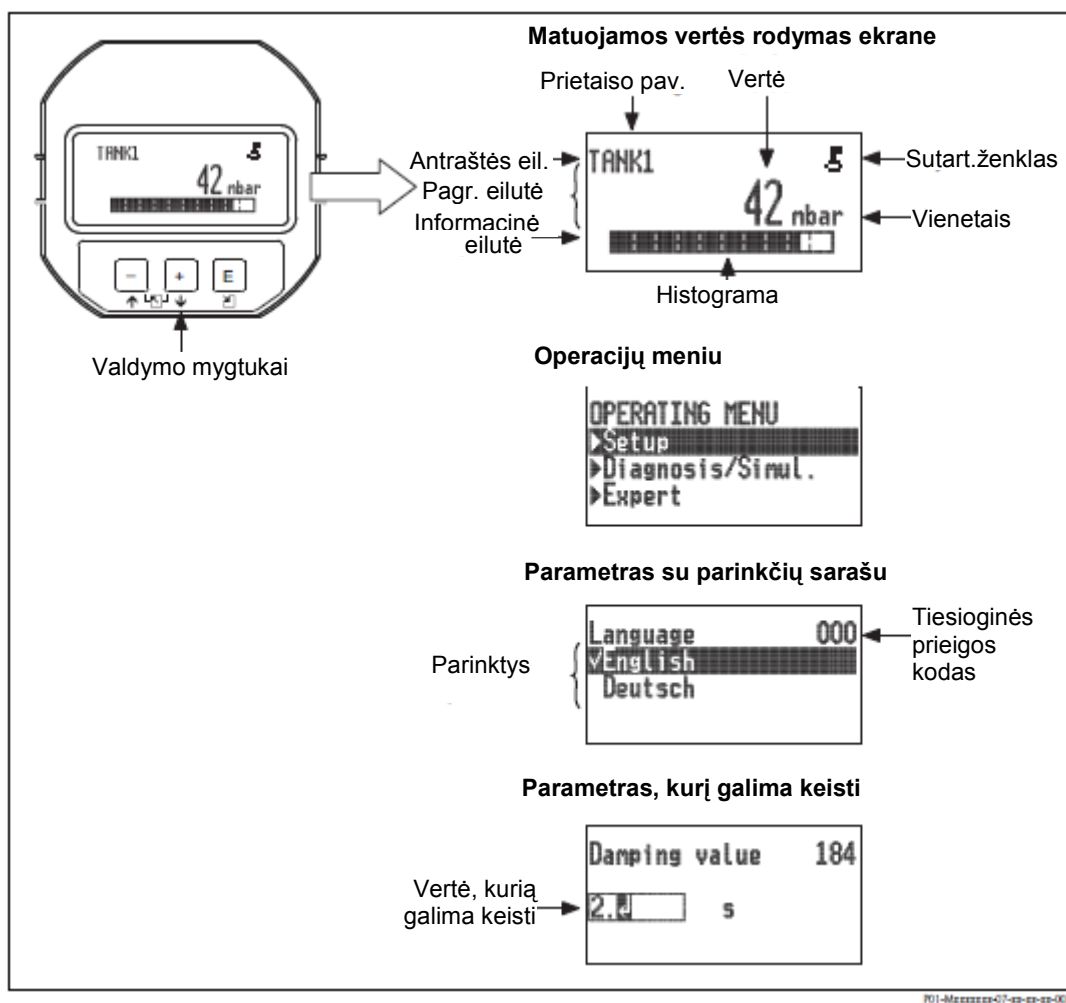 Matuojamos vertės rodymas ekrane
Prietaiso pav.
Vertė
TANK1
42 mbar
- + E
Valdymo mygtukai
Antraštės eil.
Pagr. eilutė
Informacinė
eilutė
TANK1
42 mbar
Sutart.ženklas
Vienetais
Histograma
Operacijų meniu
OPERATING MENU
Setup
Diagnosis/Simul.
Expert
Parametras su parinkčių sarašu
Parinktys
Language 000
English
Deutsch
Tiesioginės
prieigos
kodas
Parametras, kurį galima keisti
Vertė, kurią
galima keisti
Damping value 184
2. s